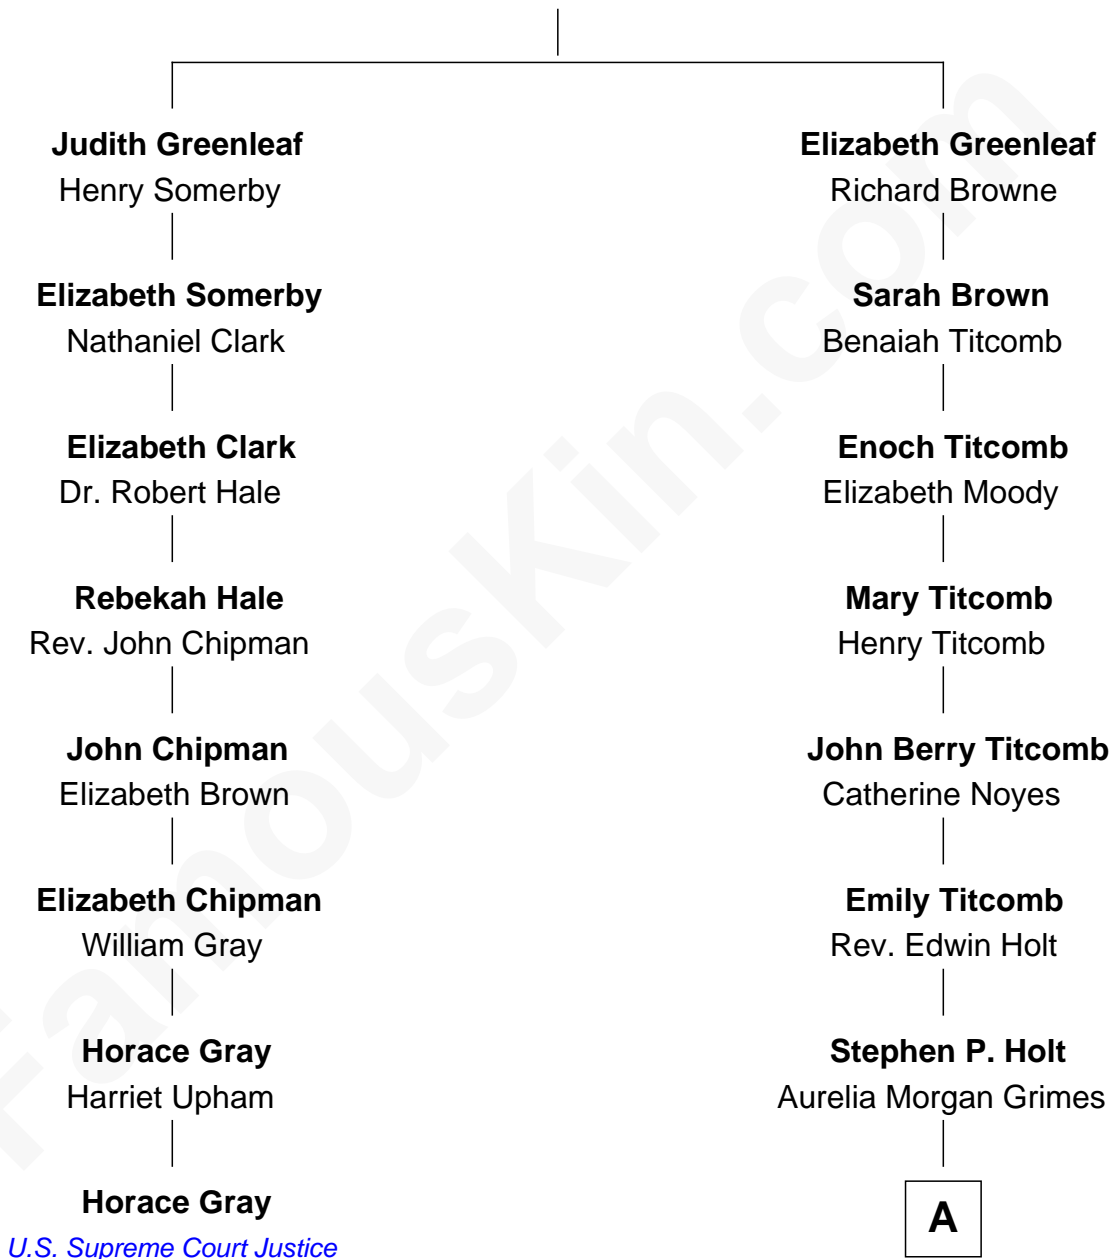 Judith Greenleaf
Henry Somerby
Elizabeth Somerby
Nathaniel Clark
Elizabeth Clark
Dr. Robert Hale
Rebekah Hale
Rev. John Chipman
John Chipman
Elizabeth Brown
Elizabeth Chipman
William Gray
Horace Gray
Harriet Upham
Horace Gray
U.S. Supreme Court Justice
Elizabeth Greenleaf
Richard Browne
Sarah Brown
Benaiah Titcomb
Enoch Titcomb
Elizabeth Moody
Mary Titcomb
Henry Titcomb
John Berry Titcomb
Catherine Noyes
Emily Titcomb
Rev. Edwin Holt
Stephen P. Holt
Aurelia Morgan Grimes
A
FamousKin.com